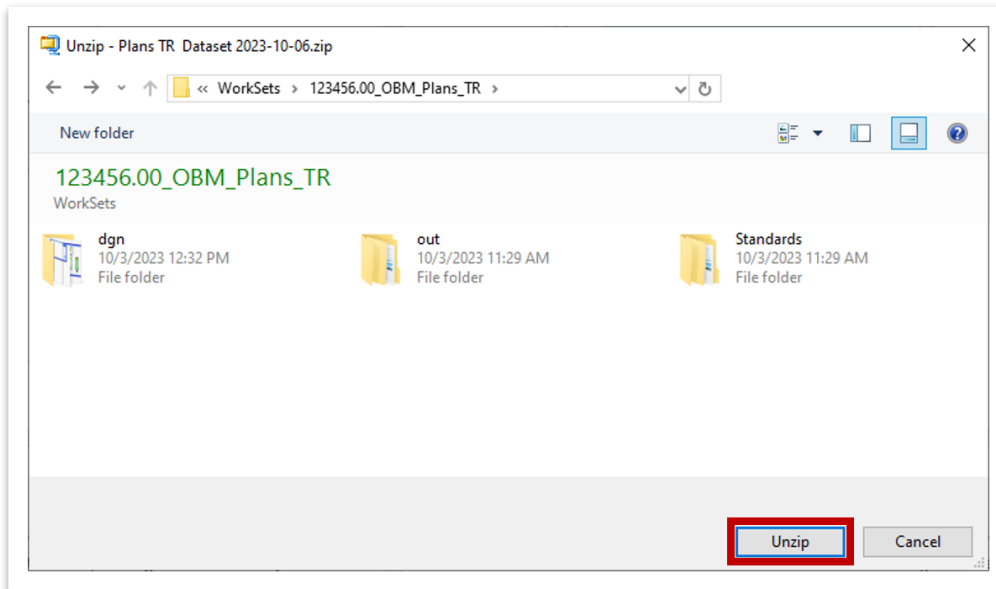 Unzip - Plans TR  Dataset 2023-10-06.zip
« WorkSets › 123456.00_OBM_Plans_TR ›
New folder
?
123456.00_OBM_Plans_TR
WorkSets
dgn
10/3/2023 12:32 PM
File folder
out
10/3/2023 11:29 AM
File folder
Standards
10/3/2023 11:29 AM
File folder
Unzip
Cancel